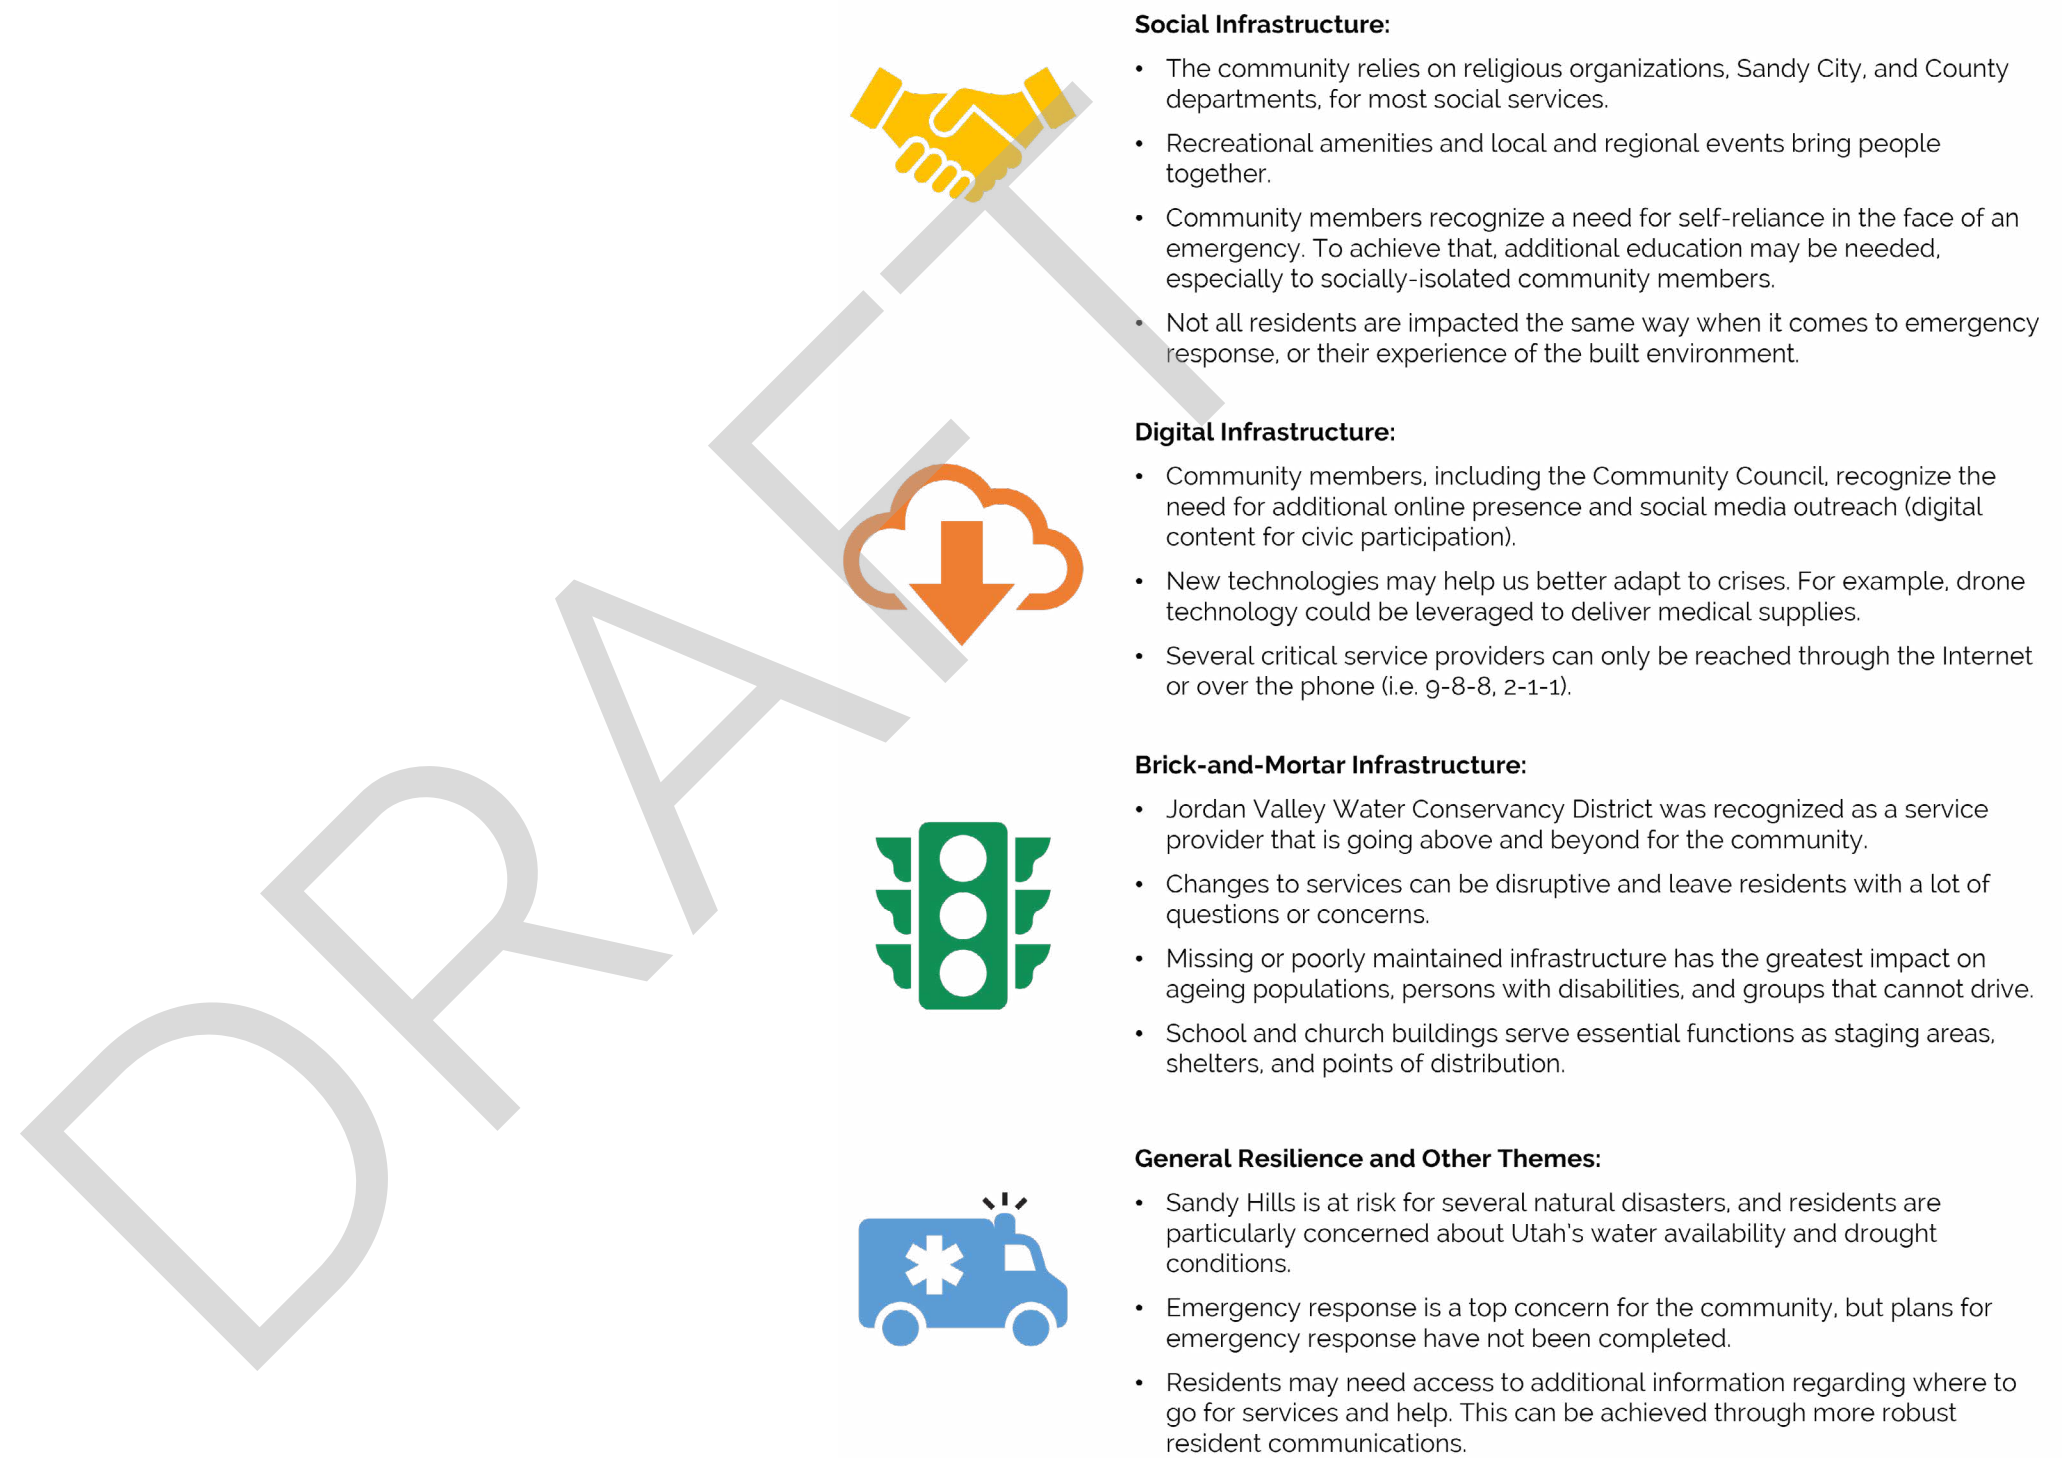 Social Infrastructure:
• The community relies on religious organizations, Sandy City, and County
departments, for most social services.
• Recreational amenities and local and regional events bring people
together.
• Community members recognize a need for self-reliance in the face of an
emergency. To achieve that, additional education may be needed,
especially to socially-isolated community members.
• Not all residents are impacted the same way when it comes to emergency
response, or their experience of the built environment.
Digital Infrastructure:
• Community members, including the Community Council, recognize the
need for additional online presence and social media outreach (digital
content for civic participation).
• New technologies may help us better adapt to crises. For example, drone
technology could be leveraged to deliver medical supplies.
• Several critical service providers can only be reached through the Internet
or over the phone (i.e. 9-8-8, 2-1-1).
Brick-and-Mortar Infrastructure:
• Jordan Valley Water Conservancy District was recognized as a service
provider that is going above and beyond for the community.
• Changes to services can be disruptive and leave residents with a lot of
questions or concerns.
• Missing or poorly maintained infrastructure has the greatest impact on
ageing populations, persons with disabilities, and groups that cannot drive.
• School and church buildings serve essential functions as staging areas,
shelters, and points of distribution.
General Resilience and Other Themes:
• Sandy Hills is at risk for several natural disasters, and residents are
particularly concerned about Utah's water availability and drought
conditions.
• Emergency response is a top concern for the community, but plans for
emergency response have not been completed.
• Residents may need access to additional information regarding where to
go for services and help. This can be achieved through more robust
resident communications.
DRAFT